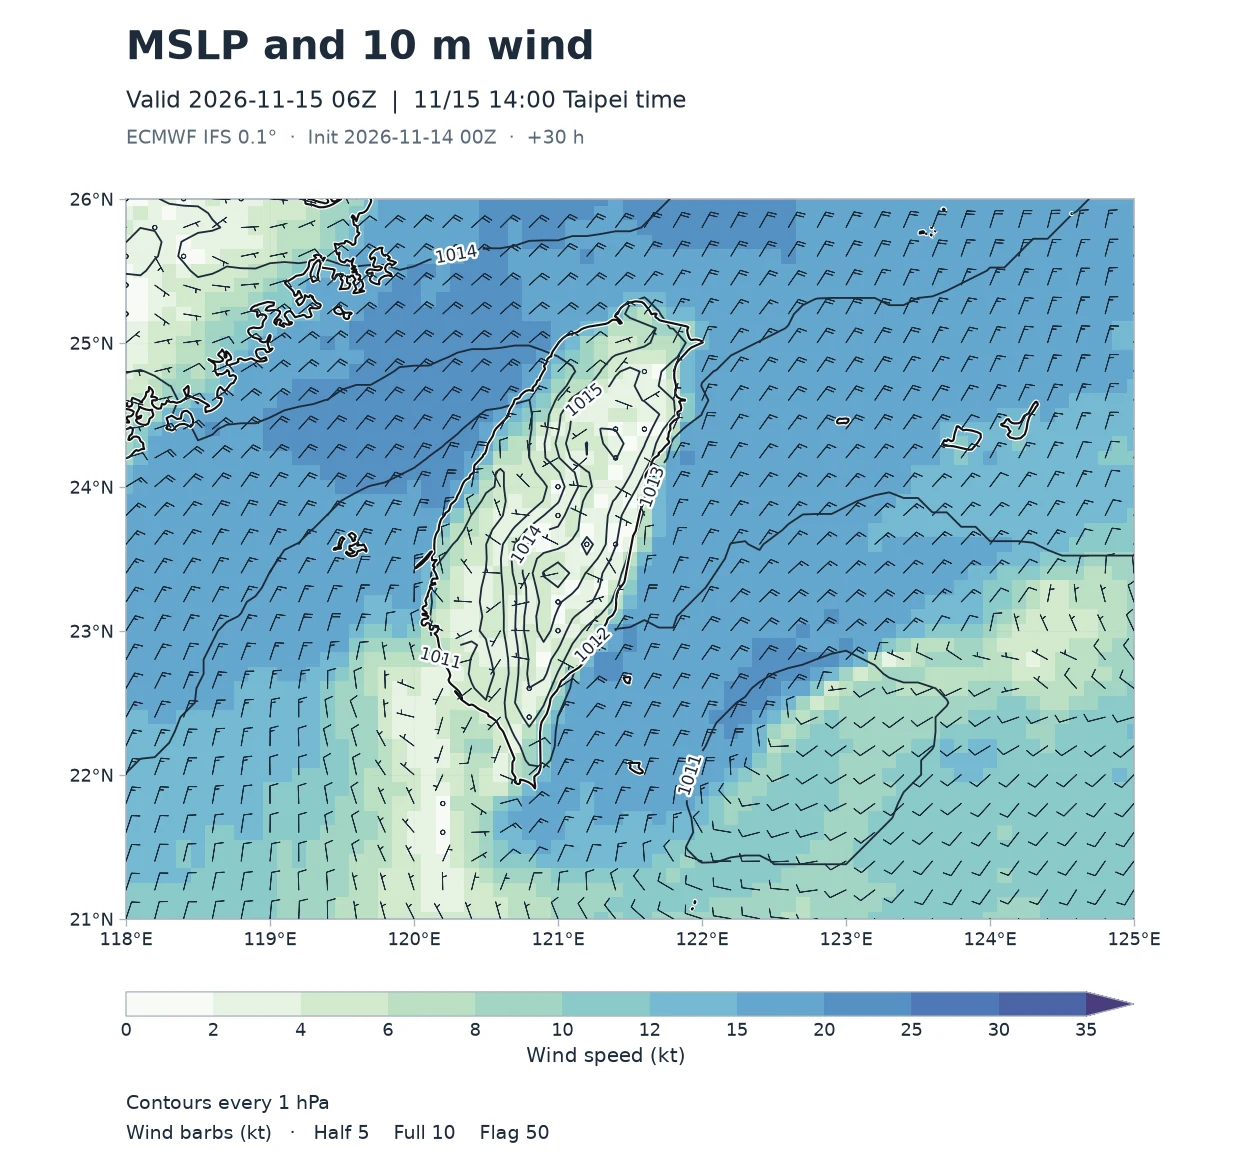 MSLP and 10 m wind
Valid 2026-11-15 06Z | 11/15 14:00 Taipei time
ECMWF IFS 0.1° · Init 2026-11-14 00Z · +30 h
26°N
1014
25°N
1015
24°N
1013
1014
23°N
1012
1011
22°N
1011
21°N
118°E 119°E 120°E 121°E 122°E 123°E 124°E 125°E
0 2 4 6 8 10 12 15 20 25 30 35
Wind speed (kt)
Contours every 1 hPa
Wind barbs (kt) · Half 5 Full 10 Flag 50